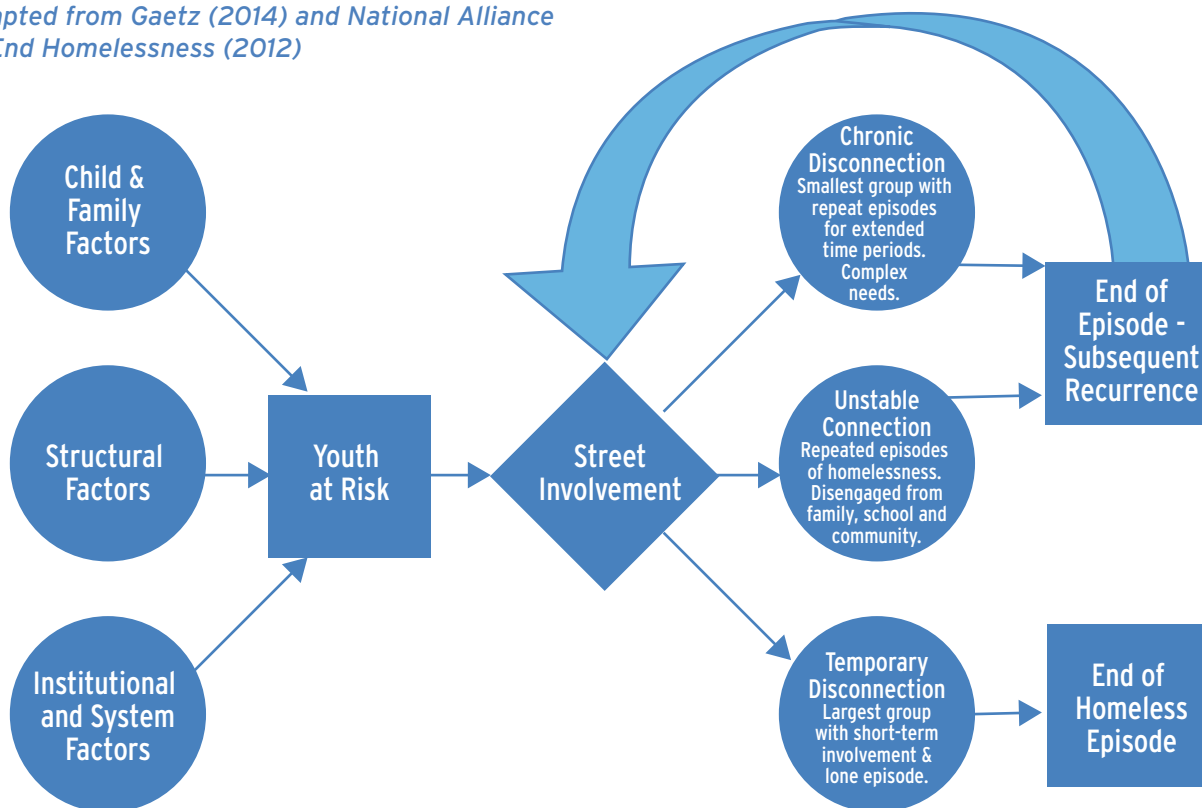 pted from Gaetz (2014) and National Alliance
End Homelessness (2012)
Child &
Family
Factors
Structural
Factors
Institutional
and System
Factors
Youth
at Risk
Street
Involvement
Chronic
Disconnection
Smallest group with
repeat episodes
for extended
time periods.
Complex
needs.
Unstable
Connection
Repeated episodes
of homelessness.
Disengaged from
family, school and
community.
Temporary
Disconnection
Largest group
with short-term
involvement &
lone episode.
End of
Episode -
Subsequent
Recurrence
End of
Homeless
Episode